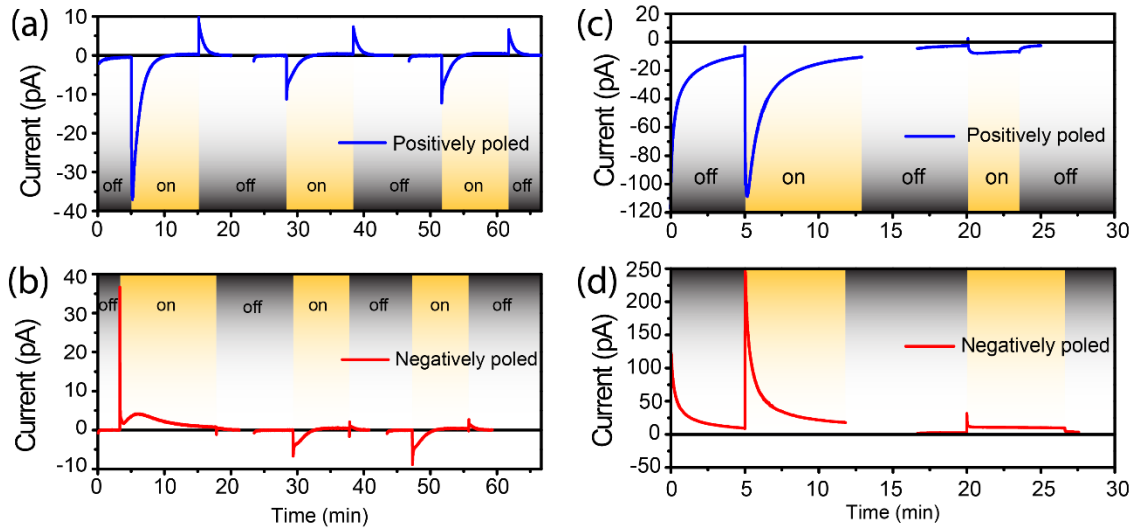 (a)
10
0
-10
-20
-30
-40
Current (pA)
Positively poled
off on off on off on off
0 10 20 30 40 50 60
(b)
40
30
20
10
0
-10
Current (pA)
off on off on off on off
Negatively poled
0 10 20 30 40 50 60
Time (min)
(c)
20
0
-20
-40
-60
-80
-100
-120
Current (pA)
Positively poled
off on off on off
0 5 10 15 20 25 30
Time (min)
(d)
250
200
150
100
50
0
-50
Current (pA)
Negatively poled
0 5 10 15 20 25 30
Time (min)